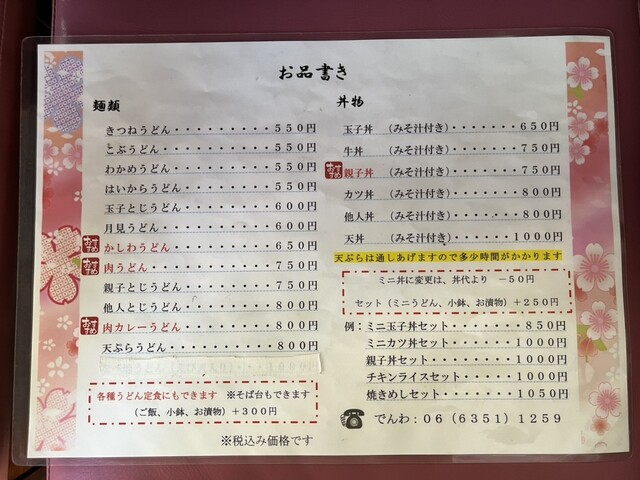 お品書き
麺類
きつねうどん・・・・・・・・・・５５０円
こぶうどん・・・・・・・・・・・５５０円
わかめうどん・・・・・・・・・・５５０円
はいからうどん・・・・・・・・・５５０円
玉子とじうどん・・・・・・・・・６００円
月見うどん・・・・・・・・・・・６００円
おすすめ かしわうどん・・・・・・・・・・６５０円
おすすめ 肉うどん・・・・・・・・・・・・７５０円
親子とじうどん・・・・・・・・・７５０円
他人とじうどん・・・・・・・・・８００円
おすすめ 肉カレーうどん・・・・・・・・・８００円
天ぷらうどん・・・・・・・・・・８００円
各種うどん定食にもできます ※そば台もできます
（ご飯、小鉢、お漬物）＋３００円
※税込み価格です
丼物
玉子丼 （みそ汁付き）・・・・・・・６５０円
牛丼 （みそ汁付き）・・・・・・・７５０円
おすすめ 親子丼 （みそ汁付き）・・・・・・・７５０円
カツ丼 （みそ汁付き）・・・・・・・８００円
他人丼 （みそ汁付き）・・・・・・・８００円
天丼 （みそ汁付き）・・・・・・１０００円
天ぷらは通しあげますので多少時間がかかります
ミニ丼に変更は、丼代より －５０円
セット（ミニうどん、小鉢、お漬物）＋２５０円
例：ミニ玉子丼セット・・・・・・・８５０円
ミニカツ丼セット・・・・・・１０００円
親子丼セット・・・・・・・・１０００円
チキンライスセット・・・・・１０００円
焼きめしセット・・・・・・・１０５０円
でんわ：０６（６３５１）１２５９